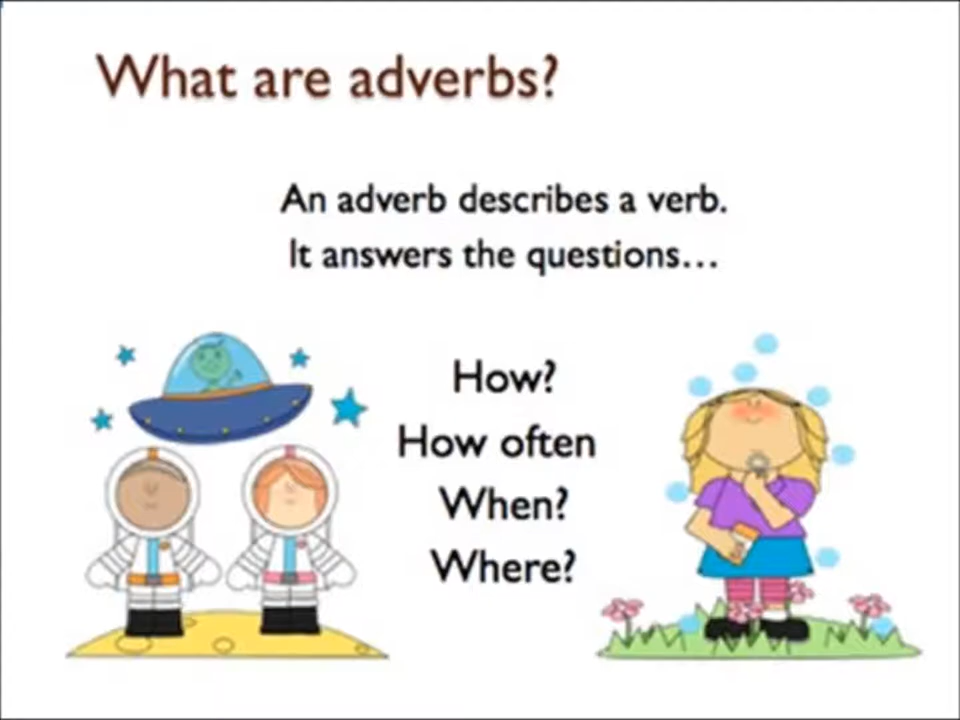 What are adverbs?
An adverb describes a verb.
It answers the questions…
How?
How often
When?
Where?